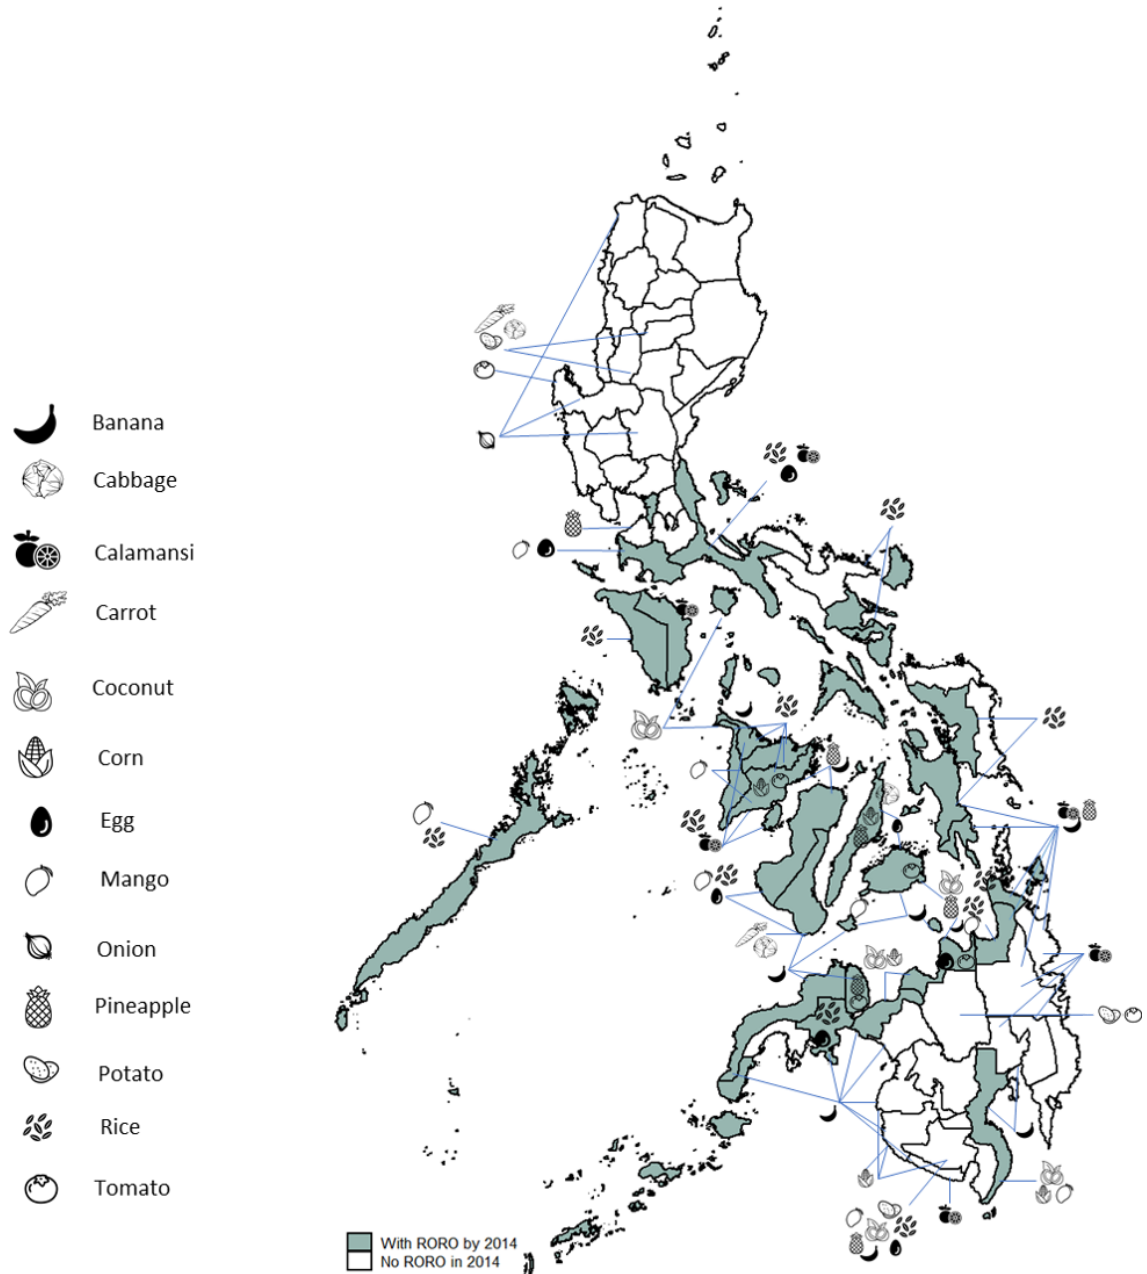 Banana
Cabbage
Calamansi
Carrot
Coconut
Corn
Egg
Mango
Onion
Pineapple
Potato
Rice
Tomato
With RORO by 2014
No RORO in 2014